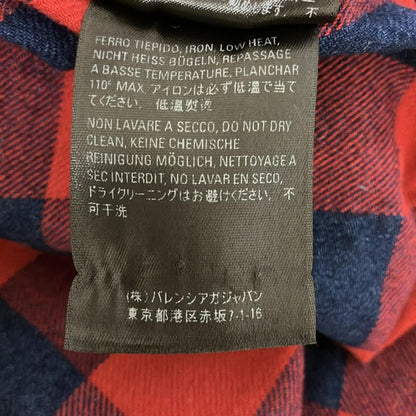 FERRO TIEPIDO, IRON, LOW HEAT,
NICHT HEISS BÜGELN, REPASSAGE
A BASSE TEMPERATURE, PLANCHAR
110° MAX. アイロンは必ず低温で当て
てください. 低溫熨燙
NON LAVARE A SECCO, DO NOT DRY
CLEAN, KEINE CHEMISCHE
REINIGUNG MÖGLICH, NETTOYAGE A
SEC INTERDIT, NO LAVAR EN SECO,
ドライクリーニングはお避けください. 不
可干洗
(株) バレンシアガジャパン
東京都港区赤坂7-1-16